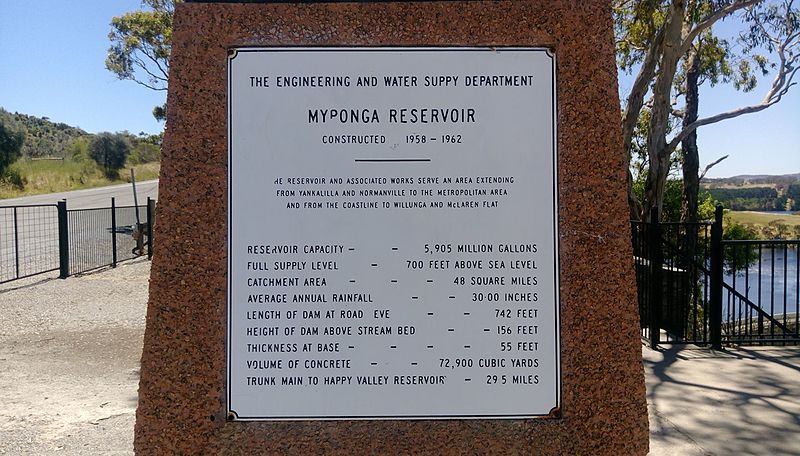 THE ENGINEERING AND WATER SUPPY DEPARTMENT
MYPONGA RESERVOIR
CONSTRUCTED 1958 – 1962
HE RESERVOIR AND ASSOCIATED WORKS SERVE AN AREA EXTENDING
FROM YANKALILLA AND NORMANVILLE TO THE METROPOLITAN AREA
AND FROM THE COASTLINE TO WILLUNGA AND McLAREN FLAT
RESERVOIR CAPACITY – – 5,905 MILLION GALLONS
FULL SUPPLY LEVEL – 700 FEET ABOVE SEA LEVEL
CATCHMENT AREA – – – – 48 SQUARE MILES
AVERAGE ANNUAL RAINFALL – – – 30·00 INCHES
LENGTH OF DAM AT ROAD EVE – – 742 FEET
HEIGHT OF DAM ABOVE STREAM BED – – 156 FEET
THICKNESS AT BASE – – – – – 55 FEET
VOLUME OF CONCRETE – – – 72,900 CUBIC YARDS
TRUNK MAIN TO HAPPY VALLEY RESERVOIR – 29·5 MILES